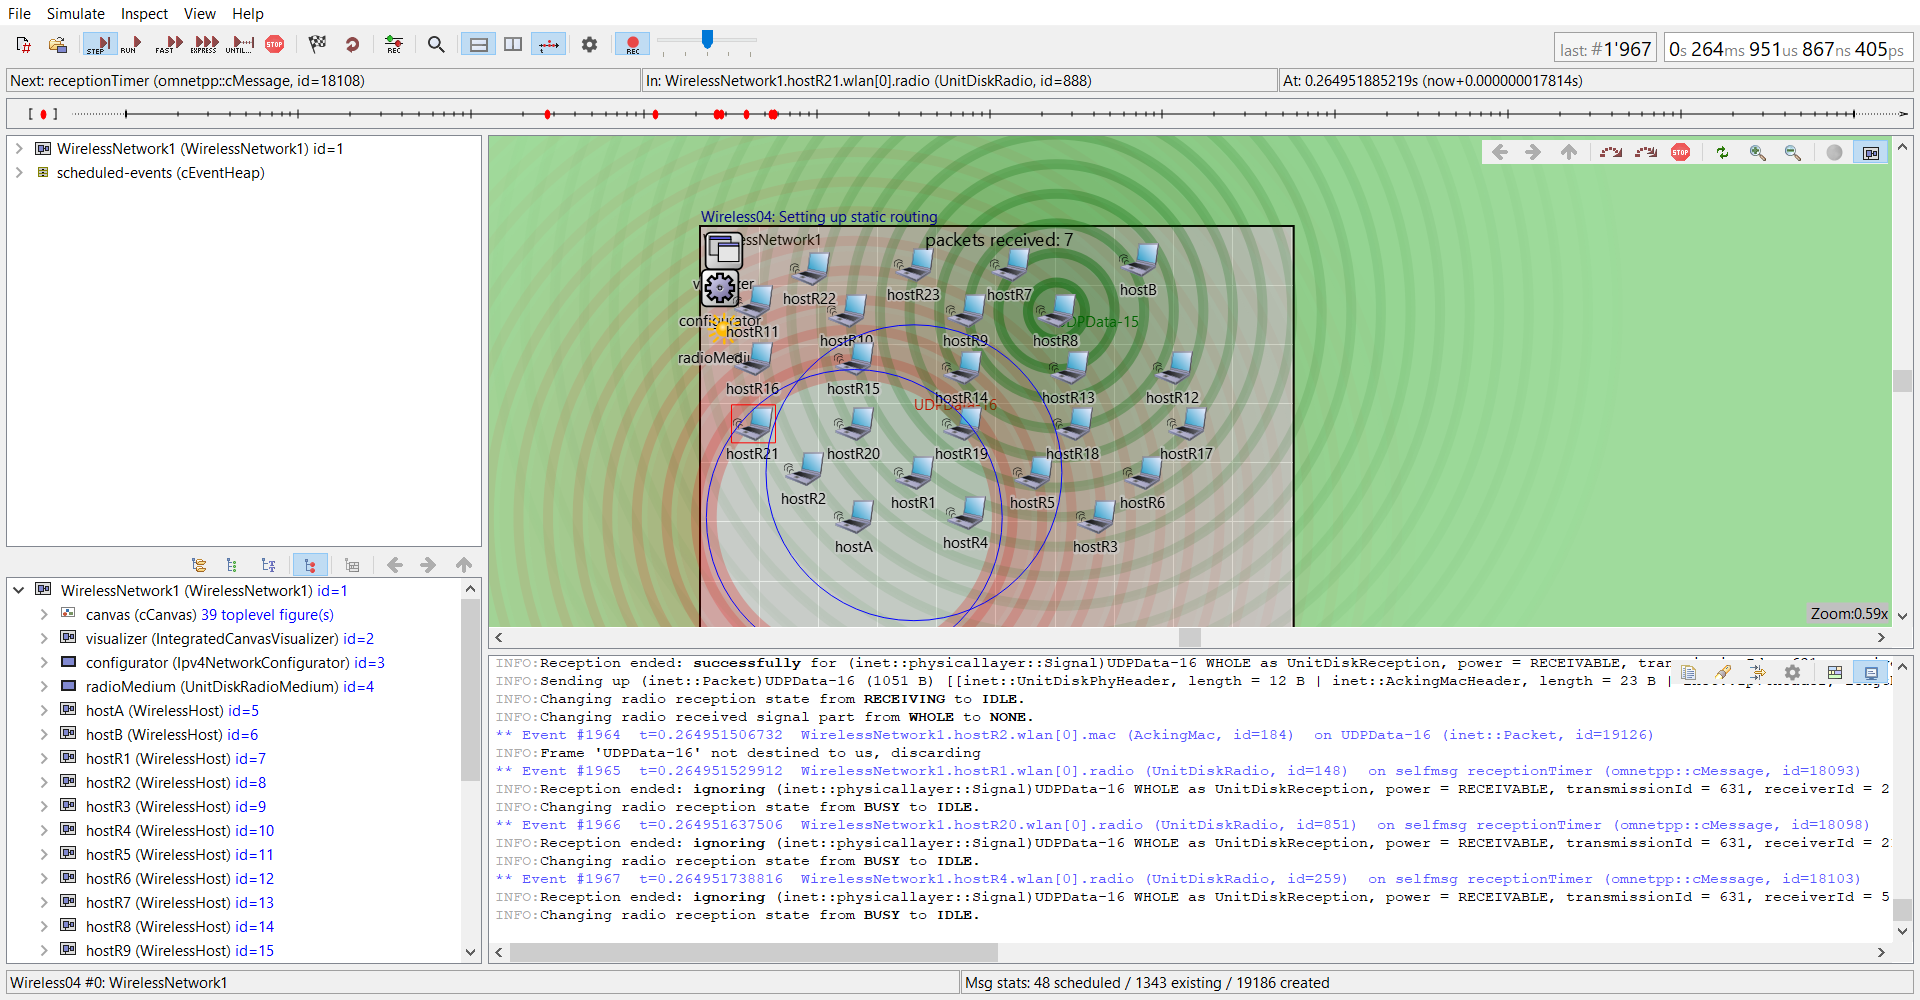 File Simulate Inspect View Help
STEP RUN FAST EXPRESS UNTIL... STOP REC REC
last: #1'967 0s 264ms 951us 867ns 405ps
Next: receptionTimer (omnetpp::cMessage, id=18108)
In: WirelessNetwork1.hostR21.wlan[0].radio (UnitDiskRadio, id=888)
At: 0.264951885219s (now+0.000000017814s)
WirelessNetwork1 (WirelessNetwork1) id=1
scheduled-events (cEventHeap)
WirelessNetwork1 (WirelessNetwork1) id=1
canvas (cCanvas) 39 toplevel figure(s)
visualizer (IntegratedCanvasVisualizer) id=2
configurator (Ipv4NetworkConfigurator) id=3
radioMedium (UnitDiskRadioMedium) id=4
hostA (WirelessHost) id=5
hostB (WirelessHost) id=6
hostR1 (WirelessHost) id=7
hostR2 (WirelessHost) id=8
hostR3 (WirelessHost) id=9
hostR4 (WirelessHost) id=10
hostR5 (WirelessHost) id=11
hostR6 (WirelessHost) id=12
hostR7 (WirelessHost) id=13
hostR8 (WirelessHost) id=14
hostR9 (WirelessHost) id=15
STOP
Wireless04: Setting up static routing
packets received: 7
hostR22
hostR23
hostR7
hostB
configurator
hostR11
hostR10
hostR9
hostR8
UDPData-15
hostR16
hostR15
hostR14
hostR13
hostR12
UDPData-16
hostR21
hostR20
hostR19
hostR18
hostR17
hostR2
hostR1
hostR5
hostR6
hostA
hostR4
hostR3
Zoom:0.59x
INFO:Reception ended: successfully for (inet::physicallayer::Signal)UDPData-16 WHOLE as UnitDiskReception, power = RECEIVABLE,
INFO:Sending up (inet::Packet)UDPData-16 (1051 B) [[inet::UnitDiskPhyHeader, length = 12 B | inet::AckingMacHeader, length = 23 B |
INFO:Changing radio reception state from RECEIVING to IDLE.
INFO:Changing radio received signal part from WHOLE to NONE.
** Event #1964 t=0.264951506732 WirelessNetwork1.hostR2.wlan[0].mac (AckingMac, id=184) on UDPData-16 (inet::Packet, id=19126)
INFO:Frame 'UDPData-16' not destined to us, discarding
** Event #1965 t=0.264951529912 WirelessNetwork1.hostR1.wlan[0].radio (UnitDiskRadio, id=148) on selfmsg receptionTimer (omnetpp::cMessage, id=18093)
INFO:Reception ended: ignoring (inet::physicallayer::Signal)UDPData-16 WHOLE as UnitDiskReception, power = RECEIVABLE, transmissionId = 631, receiverId = 2
INFO:Changing radio reception state from BUSY to IDLE.
** Event #1966 t=0.264951637506 WirelessNetwork1.hostR20.wlan[0].radio (UnitDiskRadio, id=851) on selfmsg receptionTimer (omnetpp::cMessage, id=18098)
INFO:Reception ended: ignoring (inet::physicallayer::Signal)UDPData-16 WHOLE as UnitDiskReception, power = RECEIVABLE, transmissionId = 631, receiverId = 2
INFO:Changing radio reception state from BUSY to IDLE.
** Event #1967 t=0.264951738816 WirelessNetwork1.hostR4.wlan[0].radio (UnitDiskRadio, id=259) on selfmsg receptionTimer (omnetpp::cMessage, id=18103)
INFO:Reception ended: ignoring (inet::physicallayer::Signal)UDPData-16 WHOLE as UnitDiskReception, power = RECEIVABLE, transmissionId = 631, receiverId = 5
INFO:Changing radio reception state from BUSY to IDLE.
Wireless04 #0: WirelessNetwork1
Msg stats: 48 scheduled / 1343 existing / 19186 created